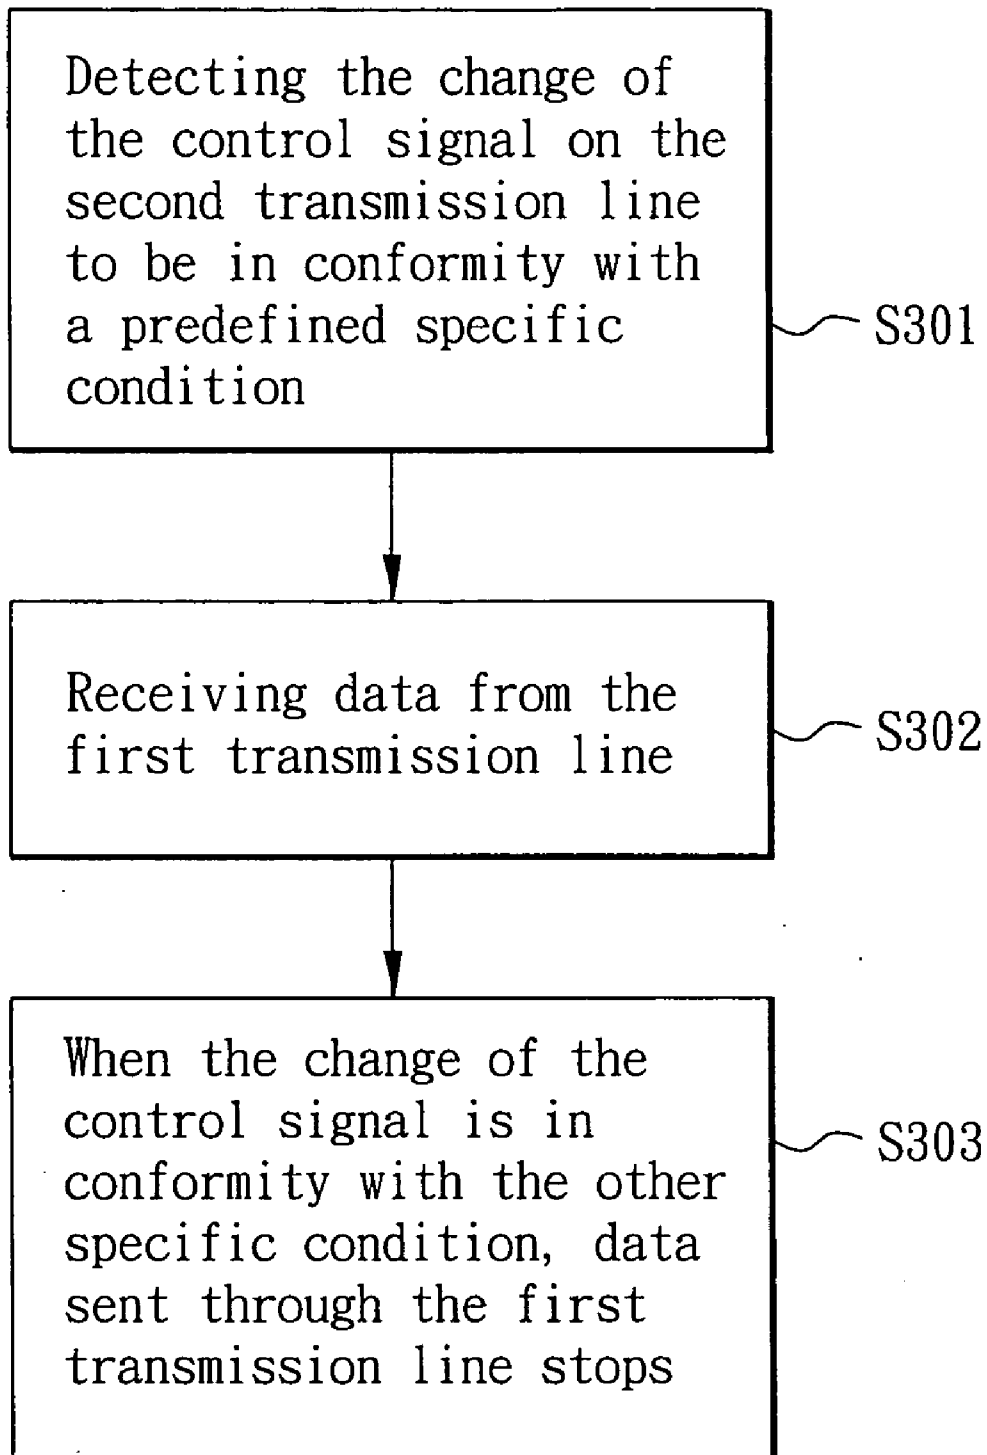 Detecting the change of
the control signal on the
second transmission line
to be in conformity with
a predefined specific
condition
S301
Receiving data from the
first transmission line
S302
When the change of the
control signal is in
conformity with the other
specific condition, data
sent through the first
transmission line stops
S303